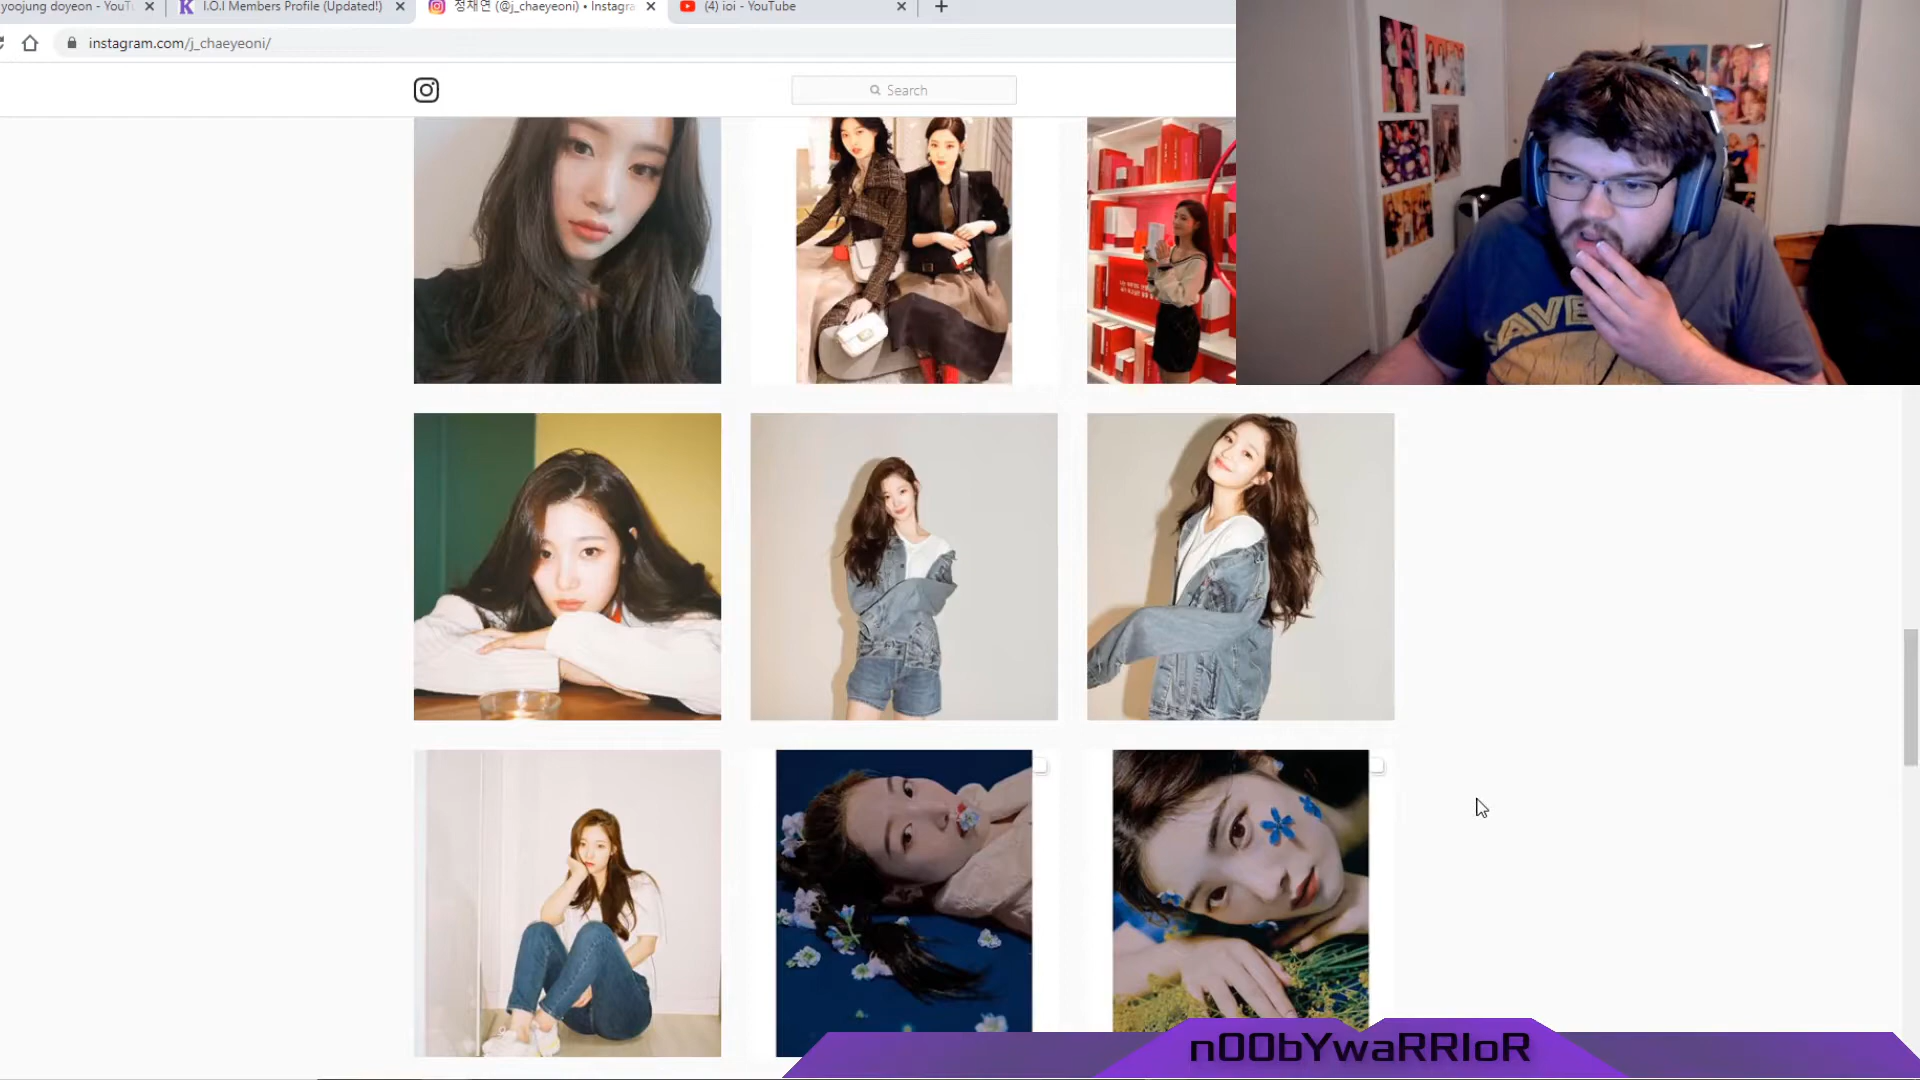 yoojung doyeon - YouT
I.O.I Members Profile (Updated!)
정채연 (@j_chaeyeoni) • Instagra
(4) ioi - YouTube
instagram.com/j_chaeyeoni/
Search
AVE
n00bYwaRRIoR